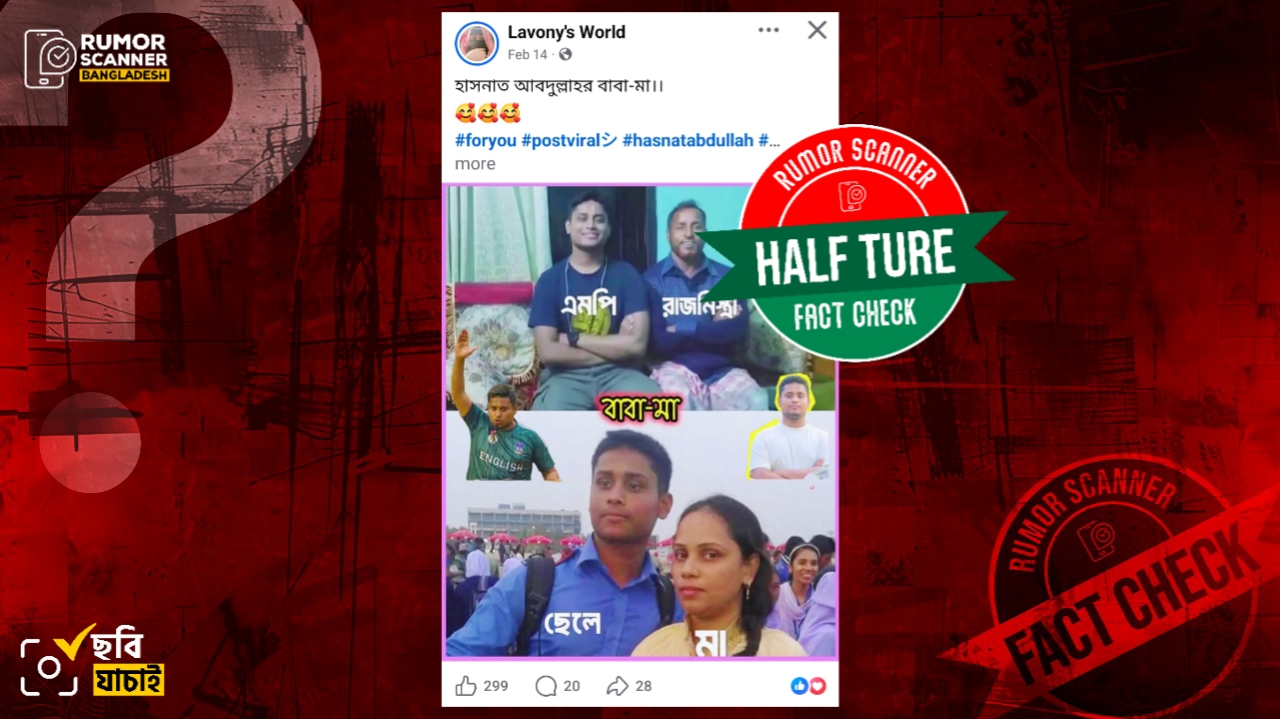 RUMOR
SCANNER
BANGLADESH
Lavony's World
Feb 14
হাসনাত আবদুল্লাহর বাবা-মা।।
🥰🥰🥰
#foryou #postviralシ #hasnatabdullah #...
more
এমপি
রাজমিস্ত্রী
বাবা-মা
ENGLISH
ছেলে
মা
299
20
28
RUMOR SCANNER
HALF TURE
FACT CHECK
RUMOR SCANNER
FACT CHECK
ছবি
যাচাই